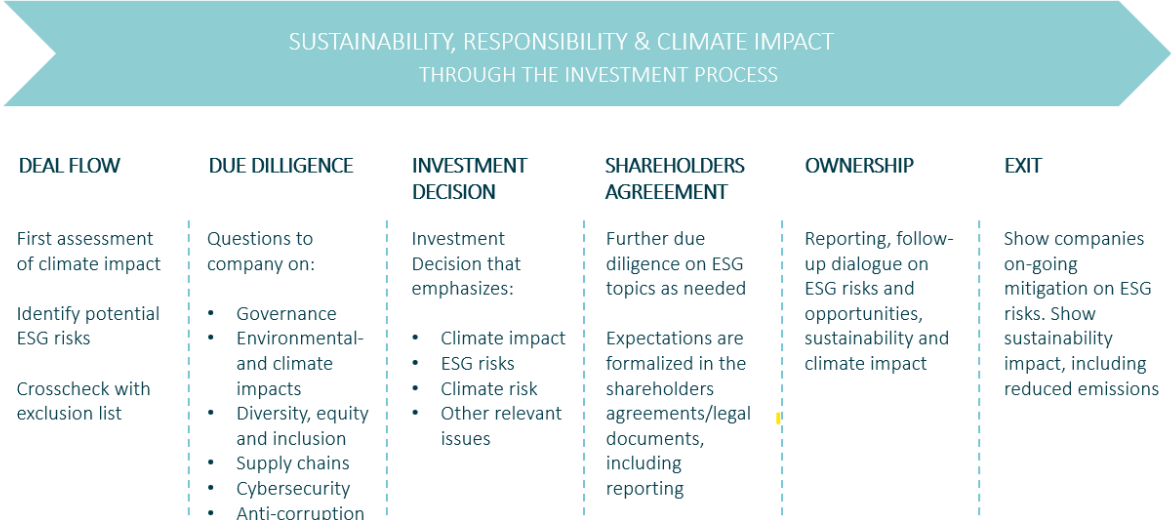 SUSTAINABILITY, RESPONSIBILITY & CLIMATE IMPACT
THROUGH THE INVESTMENT PROCESS
DEAL FLOW
First assessment
of climate impact
Identify potential
ESG risks
Crosscheck with
exclusion list
DUE DILLIGENCE
Questions to
company on:
• Governance
• Environmental-
and climate
impacts
• Diversity, equity
and inclusion
• Supply chains
• Cybersecurity
• Anti-corruption
INVESTMENT
DECISION
Investment
Decision that
emphasizes:
• Climate impact
• ESG risks
• Climate risk
• Other relevant
issues
SHAREHOLDERS
AGREEEMENT
Further due
diligence on ESG
topics as needed
Expectations are
formalized in the
shareholders
agreements/legal
documents,
including
reporting
OWNERSHIP
Reporting, follow-
up dialogue on
ESG risks and
opportunities,
sustainability and
climate impact
EXIT
Show companies
on-going
mitigation on ESG
risks. Show
sustainability
impact, including
reduced emissions